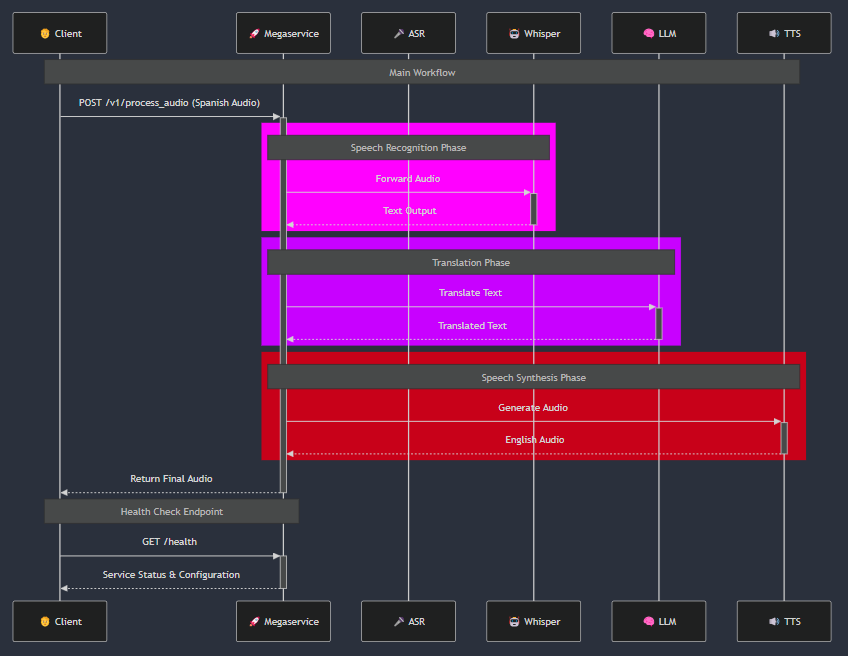 Client Megaservice ASR Whisper LLM TTS
Main Workflow
POST /v1/process_audio (Spanish Audio)
Speech Recognition Phase
Forward Audio
Text Output
Translation Phase
Translate Text
Translated Text
Speech Synthesis Phase
Generate Audio
English Audio
Return Final Audio
Health Check Endpoint
GET /health
Service Status & Configuration
Client Megaservice ASR Whisper LLM TTS